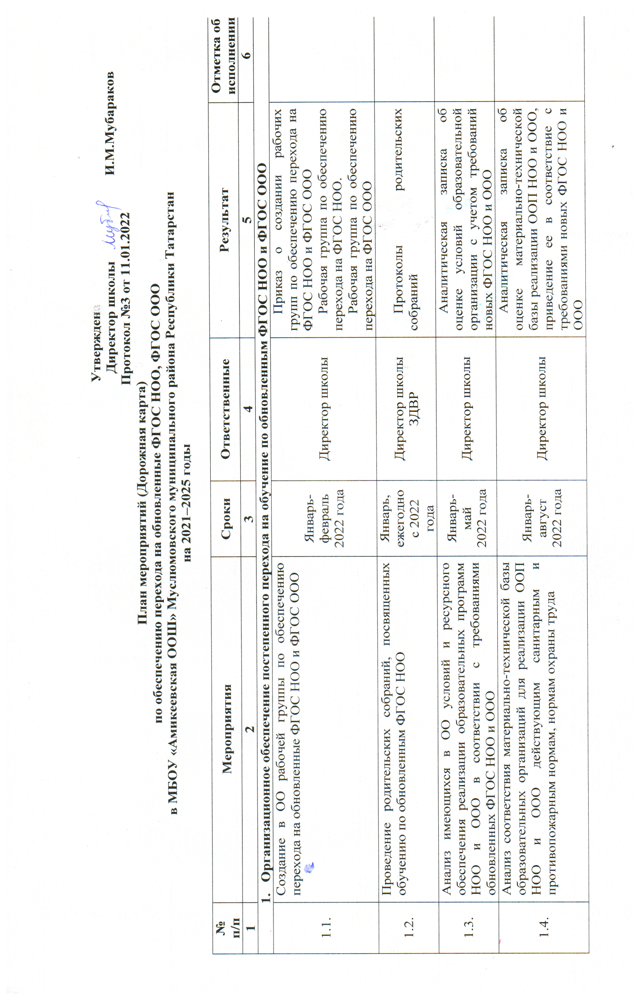 Утвержден
Директор школы И.М.Мубараков
Протокол №3 от 11.01.2022
План мероприятий (Дорожная карта)
по обеспечению перехода на обновленные ФГОС НОО, ФГОС ООО
в МБОУ «Амикеевская ООШ» Муслюмовского муниципального района Республики Татарстан
на 2021–2025 годы
№
п/п
Мероприятия
Сроки
Ответственные
Результат
Отметка об
исполнении
1
2
3
4
5
6
1. Организационное обеспечение постепенного перехода на обучение по обновленным ФГОС НОО и ФГОС ООО
1.1.
Создание в ОО рабочей группы по обеспечению
перехода на обновленные ФГОС НОО и ФГОС ООО
Январь-
февраль
2022 года
Директор школы
Приказ о создании рабочих
групп по обеспечению перехода на
ФГОС НОО и ФГОС ООО
Рабочая группа по обеспечению
перехода на ФГОС НОО.
Рабочая группа по обеспечению
перехода на ФГОС ООО
1.2.
Проведение родительских собраний, посвященных
обучению по обновленным ФГОС НОО
Январь,
ежегодно
с 2022
года
Директор школы
ЗДВР
Протоколы родительских
собраний
1.3.
Анализ имеющихся в ОО условий и ресурсного
обеспечения реализации образовательных программ
НОО и ООО в соответствии с требованиями
обновленных ФГОС НОО и ООО
Январь-
май
2022 года
Директор школы
Аналитическая записка об
оценке условий образовательной
организации с учетом требований
новых ФГОС НОО и ООО
1.4.
Анализ соответствия материально-технической базы
образовательных организаций для реализации ООП
НОО и ООО действующим санитарным и
противопожарным нормам, нормам охраны труда
Январь-
август
2022 года
Директор школы
Аналитическая записка об
оценке материально-технической
базы реализации ООП НОО и ООО,
приведение ее в соответствие с
требованиями новых ФГОС НОО и
ООО